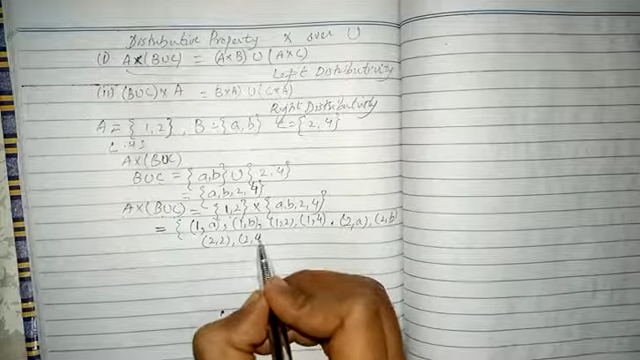 Distributive Property × over ∪
(i) A×(B∪C) = (A×B) ∪ (A×C)
Left Distributivity
(ii) (B∪C)×A = B×A) ∪ (C×A)
Right Distributivity
A = {1,2}, B = {a,b} C = {2,4}
L.H.S
A×(B∪C)
B∪C = {a,b} ∪ {2,4}
= {a,b,2,4}
A×(B∪C) = {1,2} × {a,b,2,4}
= { (1,a), (1,b), (1,2), (1,4), (2,a), (2,b)
(2,2), (2,4